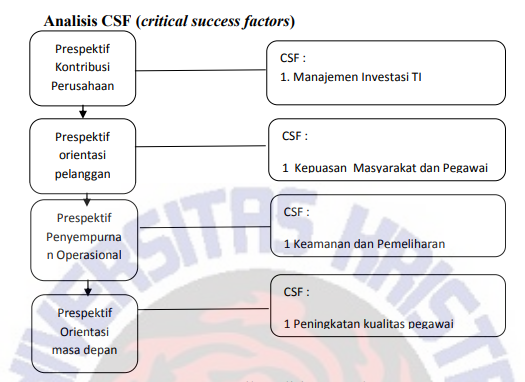 Analisis CSF (critical success factors)
Prespektif
Kontribusi
Perusahaan
CSF :
1. Manajemen Investasi TI
Prespektif
orientasi
pelanggan
CSF :
1 Kepuasan Masyarakat dan Pegawai
Prespektif
Penyempurna
n Operasional
CSF :
1 Keamanan dan Pemeliharan
Prespektif
Orientasi
masa depan
CSF :
1 Peningkatan kualitas pegawai
VERSITAS KRIST